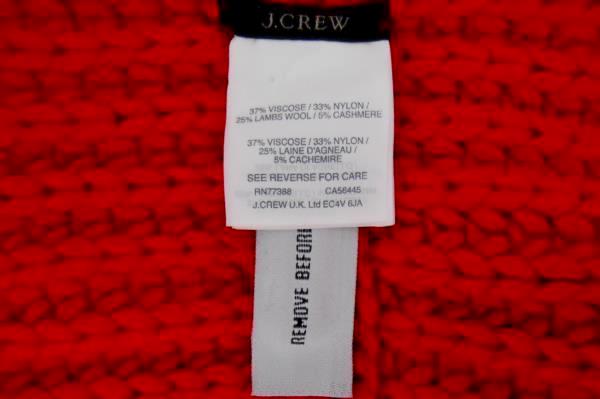 J.CREW
37% VISCOSE / 33% NYLON /
25% LAMBS WOOL / 5% CASHMERE
37% VISCOSE / 33% NYLON /
25% LAINE D'AGNEAU /
5% CACHEMIRE
SEE REVERSE FOR CARE
RN77388 CA56445
J.CREW U.K. Ltd EC4V 6JA
REMOVE BEFOR